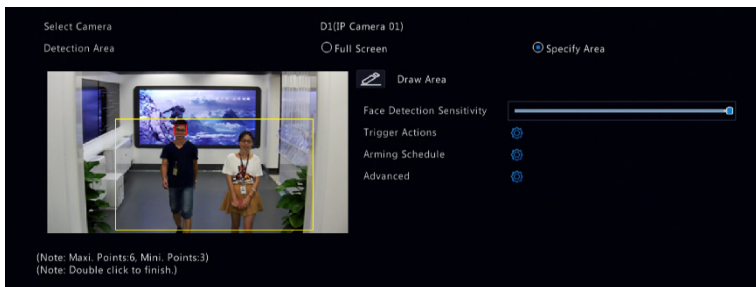 Select Camera D1(IP Camera 01)
Detection Area Full Screen Specify Area
Draw Area
Face Detection Sensitivity
Trigger Actions
Arming Schedule
Advanced
(Note: Maxi. Points:6, Mini. Points:3)
(Note: Double click to finish.)